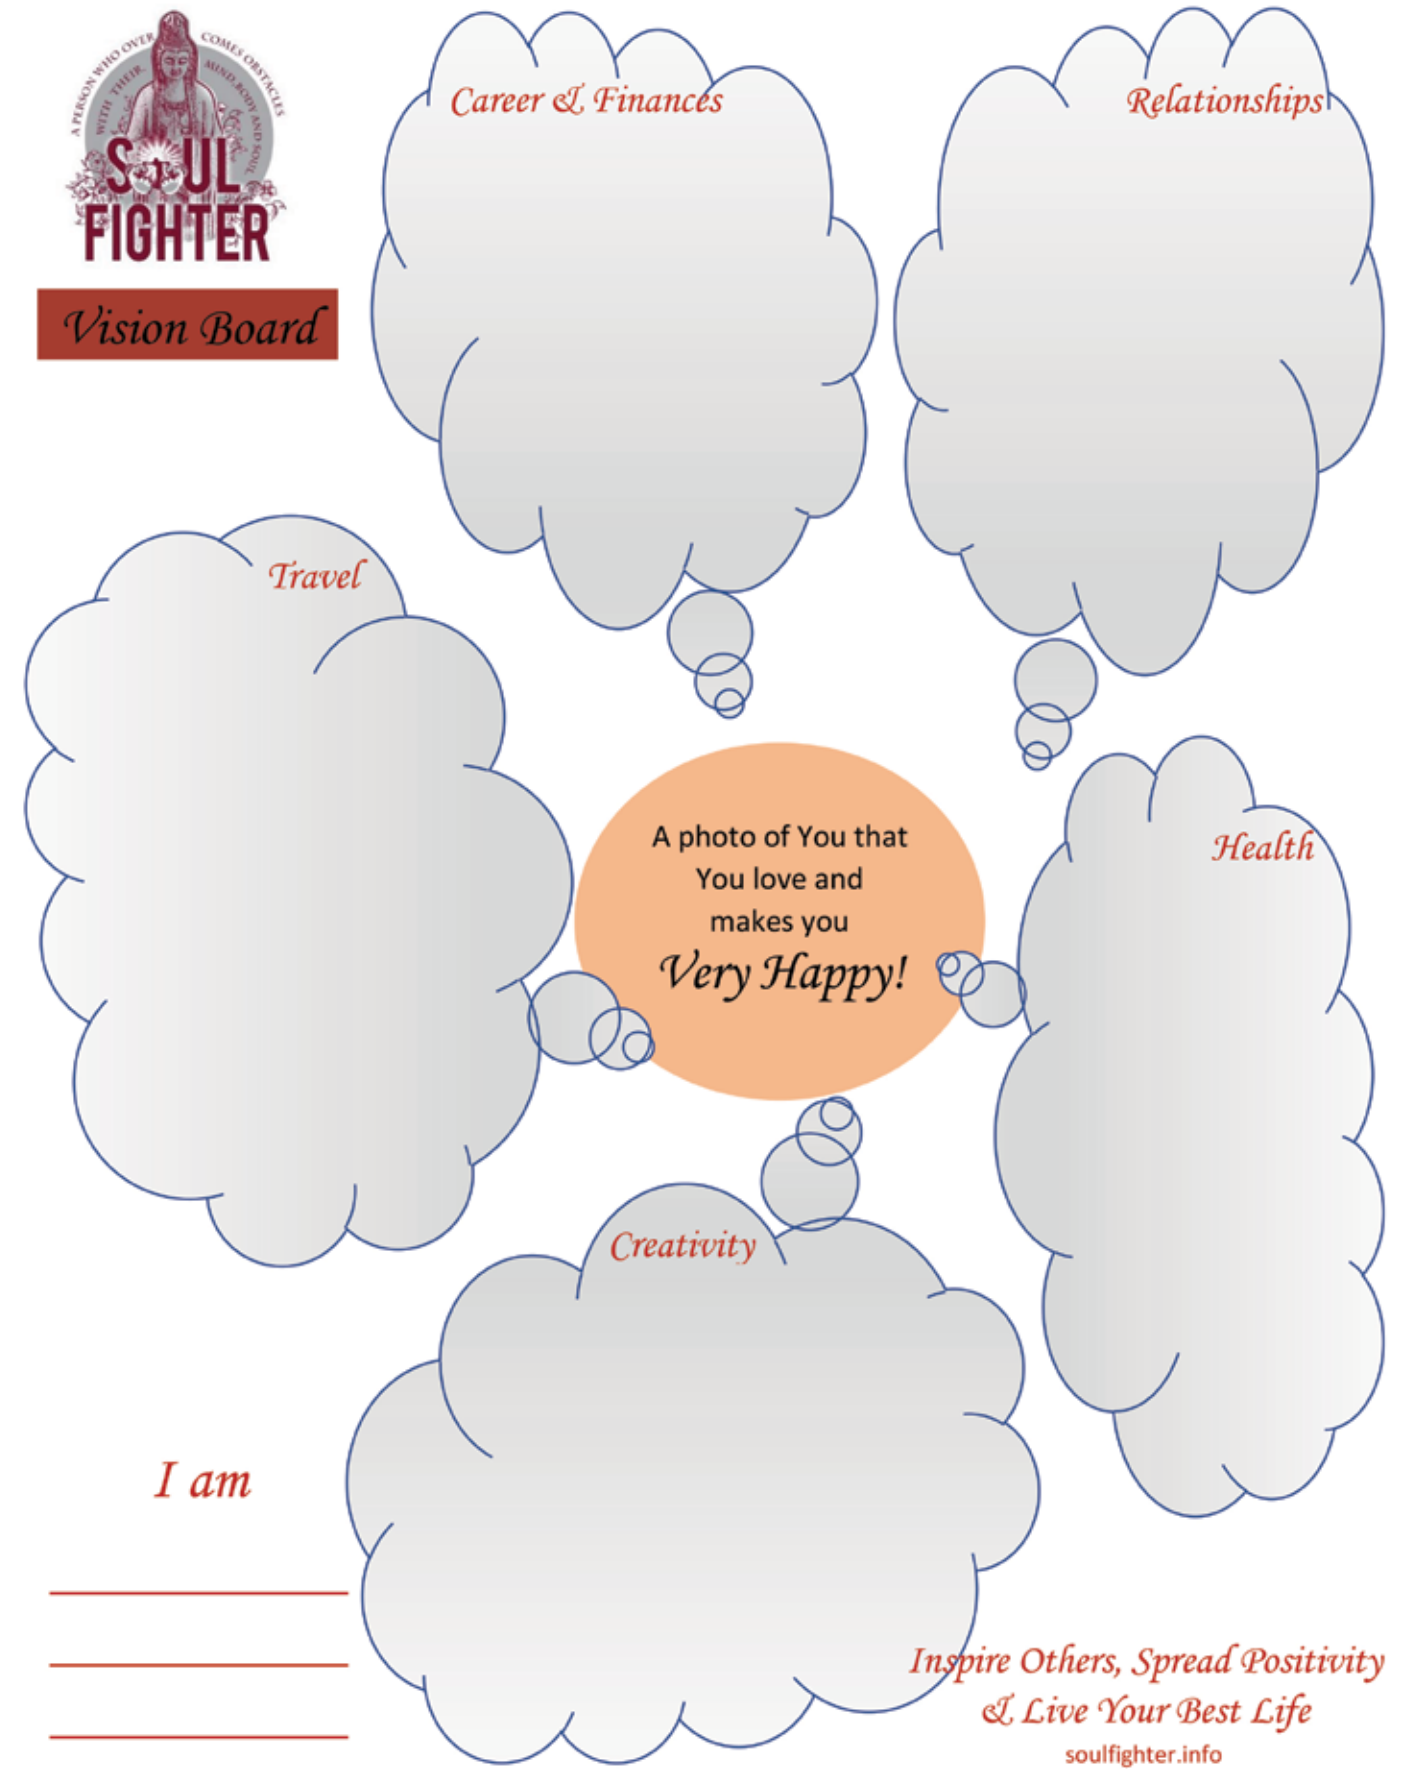 A PERSON WHO OVER COMES OBSTACLES
WITH THEIR MIND, BODY AND SOUL
SOUL
FIGHTER
Vision Board
Career & Finances
Relationships
Travel
A photo of You that
You love and
makes you
Very Happy!
Health
Creativity
I am
Inspire Others, Spread Positivity
& Live Your Best Life
soulfighter.info